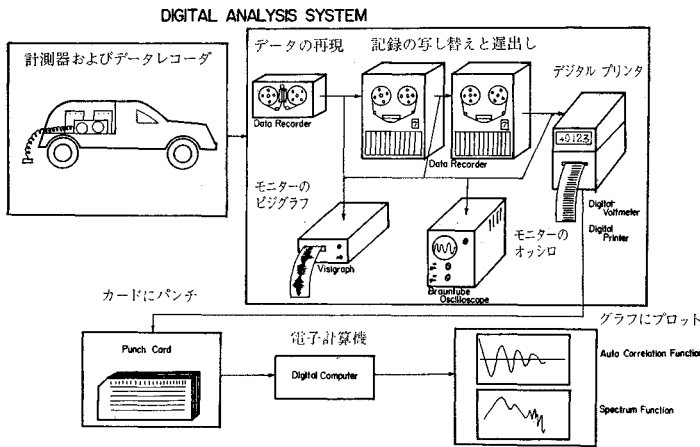 DIGITAL ANALYSIS SYSTEM
計測器およびデータレコーダ
データの再現
記録の写し替えと遅出し
デジタル プリンタ
Data Recorder
Data Recorder
+0123
Digital
Voltmeter
Digital
Printer
モニターの
ビジグラフ
Visigraph
モニターの
オッシロ
BraunTube
Oscilloscope
カードにパンチ
Punch Card
電子計算機
Digital Computer
グラフにプロット
Auto Correlation Function
Spectrum Function